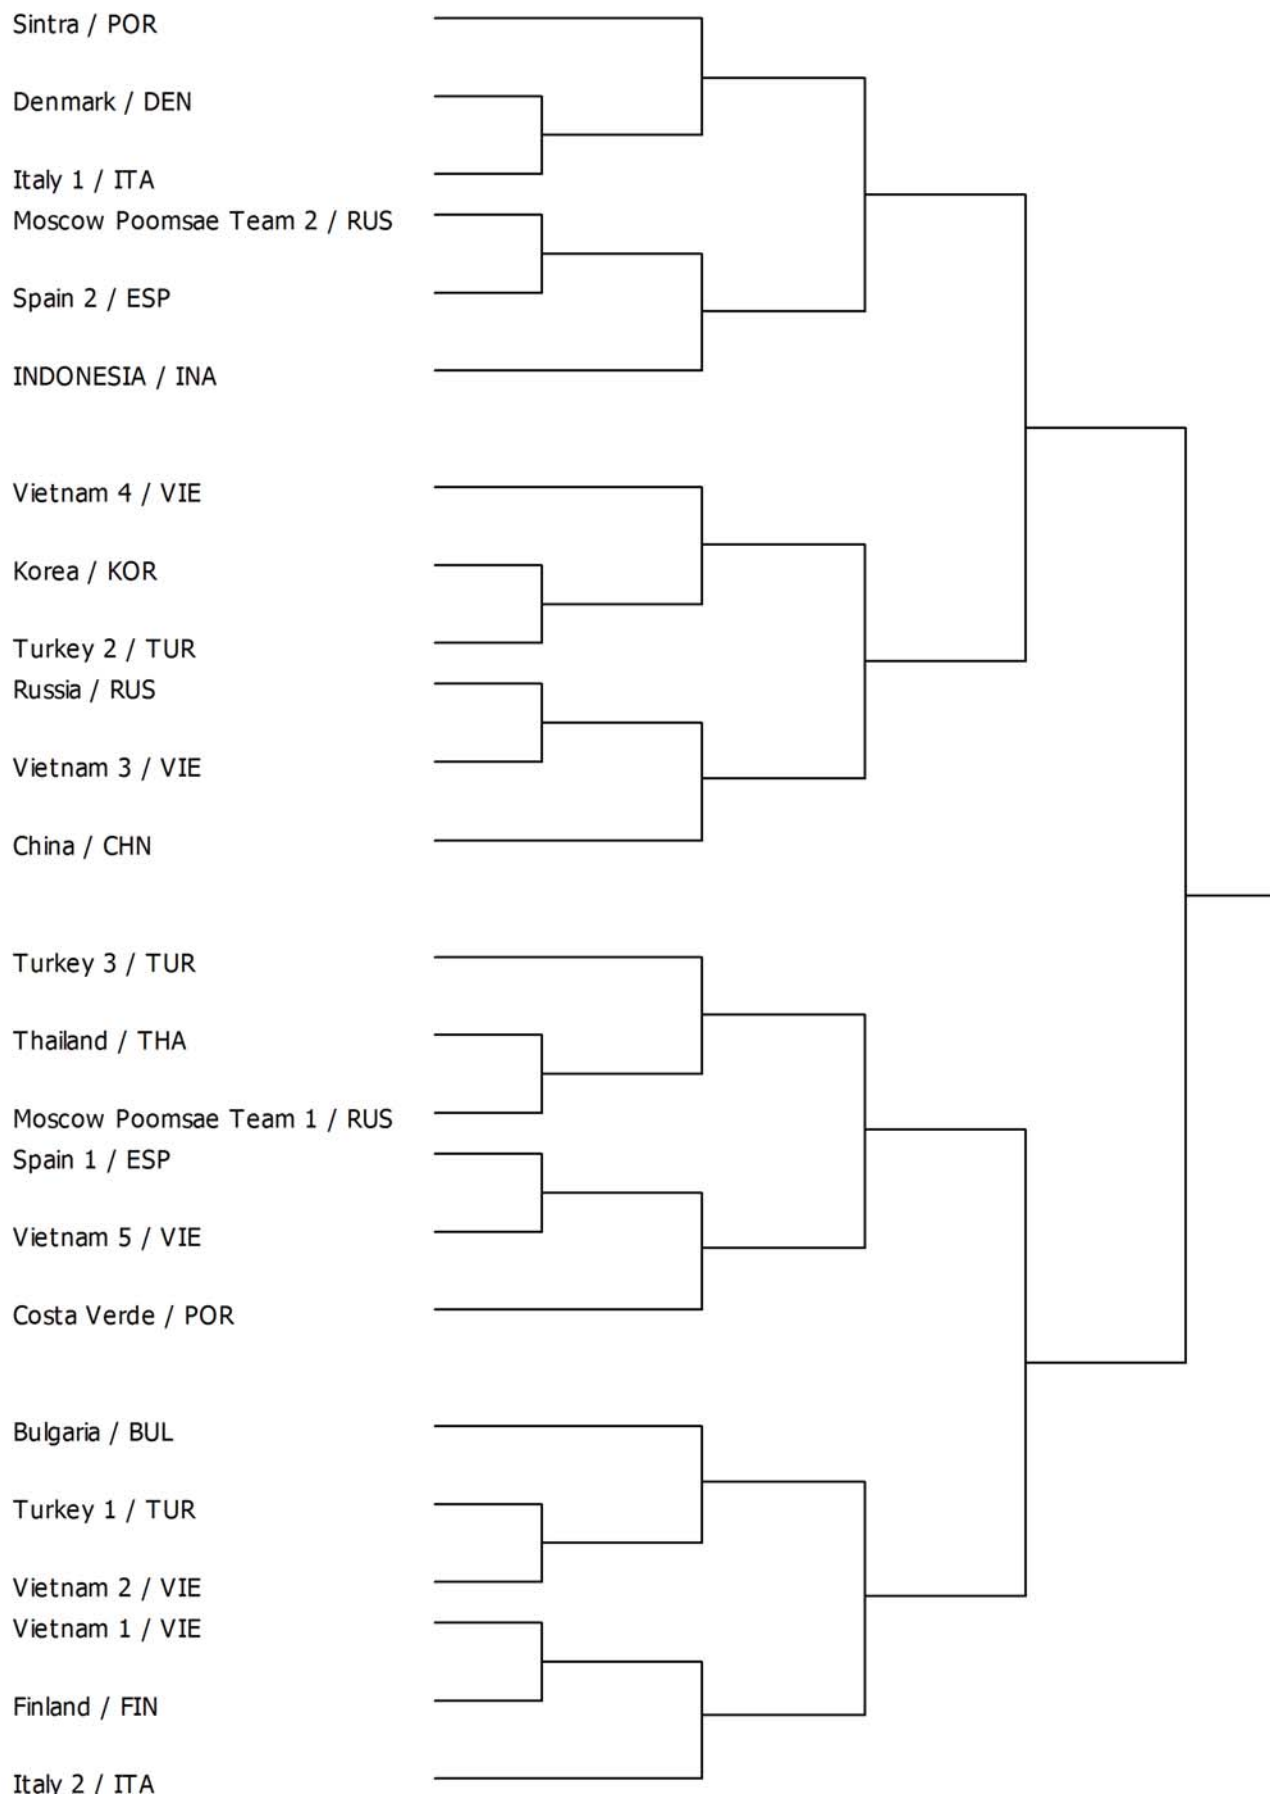 Sintra / POR
Denmark / DEN
Italy 1 / ITA
Moscow Poomsae Team 2 / RUS
Spain 2 / ESP
INDONESIA / INA
Vietnam 4 / VIE
Korea / KOR
Turkey 2 / TUR
Russia / RUS
Vietnam 3 / VIE
China / CHN
Turkey 3 / TUR
Thailand / THA
Moscow Poomsae Team 1 / RUS
Spain 1 / ESP
Vietnam 5 / VIE
Costa Verde / POR
Bulgaria / BUL
Turkey 1 / TUR
Vietnam 2 / VIE
Vietnam 1 / VIE
Finland / FIN
Italy 2 / ITA